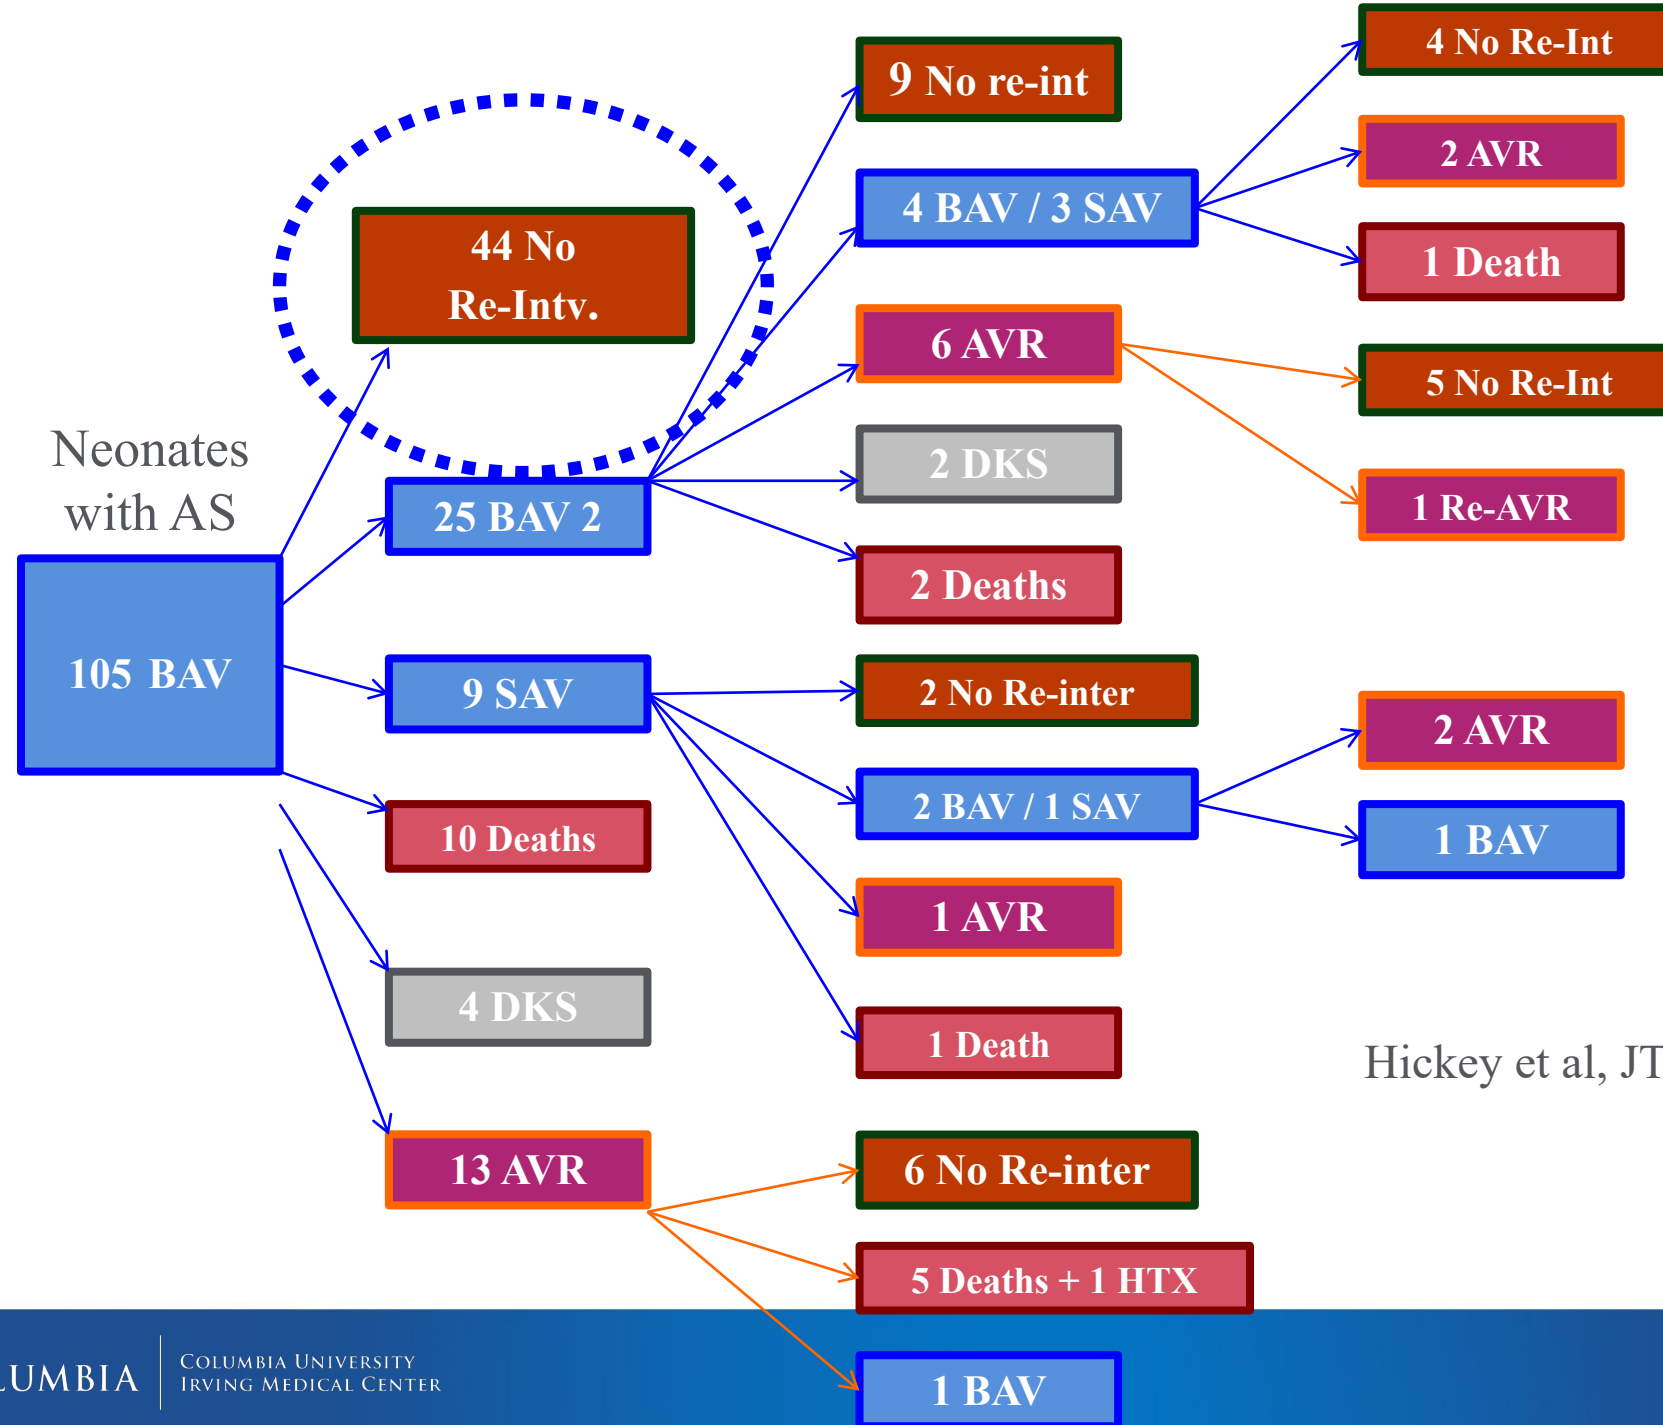 Neonates
with AS
105 BAV
44 No
Re-Intv.
25 BAV 2
9 SAV
10 Deaths
4 DKS
13 AVR
9 No re-int
4 BAV / 3 SAV
6 AVR
2 DKS
2 Deaths
2 No Re-inter
2 BAV / 1 SAV
1 AVR
1 Death
6 No Re-inter
5 Deaths + 1 HTX
1 BAV
4 No Re-Int
2 AVR
1 Death
5 No Re-Int
1 Re-AVR
2 AVR
1 BAV
Hickey et al, JT
LUMBIA
COLUMBIA UNIVERSITY
IRVING MEDICAL CENTER